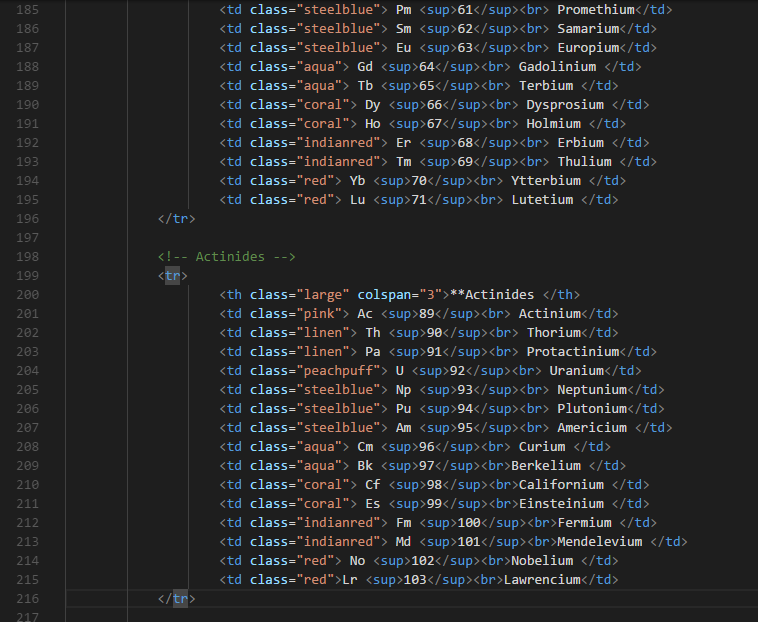 185 <td class="steelblue"> Pm <sup>61</sup><br> Promethium</td>
186 <td class="steelblue"> Sm <sup>62</sup><br> Samarium</td>
187 <td class="steelblue"> Eu <sup>63</sup><br> Europium</td>
188 <td class="aqua"> Gd <sup>64</sup><br> Gadolinium </td>
189 <td class="aqua"> Tb <sup>65</sup><br> Terbium </td>
190 <td class="coral"> Dy <sup>66</sup><br> Dysprosium </td>
191 <td class="coral"> Ho <sup>67</sup><br> Holmium </td>
192 <td class="indianred"> Er <sup>68</sup><br> Erbium </td>
193 <td class="indianred"> Tm <sup>69</sup><br> Thulium </td>
194 <td class="red"> Yb <sup>70</sup><br> Ytterbium </td>
195 <td class="red"> Lu <sup>71</sup><br> Lutetium </td>
196 </tr>
197
198 <!-- Actinides -->
199 <tr>
200 <th class="large" colspan="3">**Actinides </th>
201 <td class="pink"> Ac <sup>89</sup><br> Actinium</td>
202 <td class="linen"> Th <sup>90</sup><br> Thorium</td>
203 <td class="linen"> Pa <sup>91</sup><br> Protactinium</td>
204 <td class="peachpuff"> U <sup>92</sup><br> Uranium</td>
205 <td class="steelblue"> Np <sup>93</sup><br> Neptunium</td>
206 <td class="steelblue"> Pu <sup>94</sup><br> Plutonium</td>
207 <td class="steelblue"> Am <sup>95</sup><br> Americium </td>
208 <td class="aqua"> Cm <sup>96</sup><br> Curium </td>
209 <td class="aqua"> Bk <sup>97</sup><br>Berkelium </td>
210 <td class="coral"> Cf <sup>98</sup><br>Californium </td>
211 <td class="coral"> Es <sup>99</sup><br>Einsteinium </td>
212 <td class="indianred"> Fm <sup>100</sup><br>Fermium </td>
213 <td class="indianred"> Md <sup>101</sup><br>Mendelevium </td>
214 <td class="red"> No <sup>102</sup><br>Nobelium </td>
215 <td class="red">Lr <sup>103</sup><br>Lawrencium</td>
216 </tr>
217